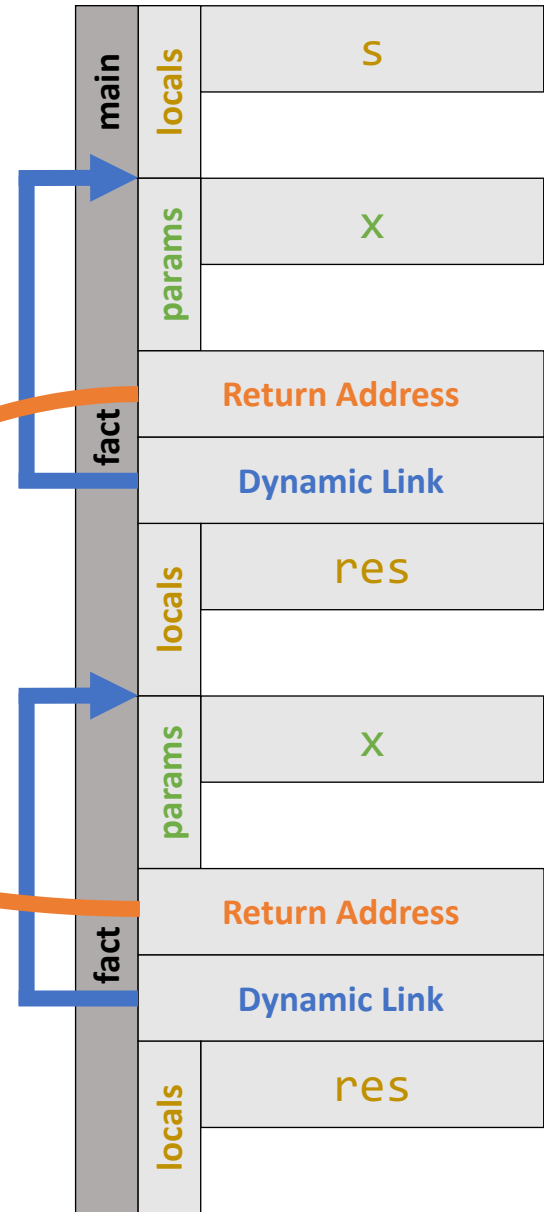 main
locals
s
params
x
fact
Return Address
Dynamic Link
locals
res
params
x
fact
Return Address
Dynamic Link
locals
res